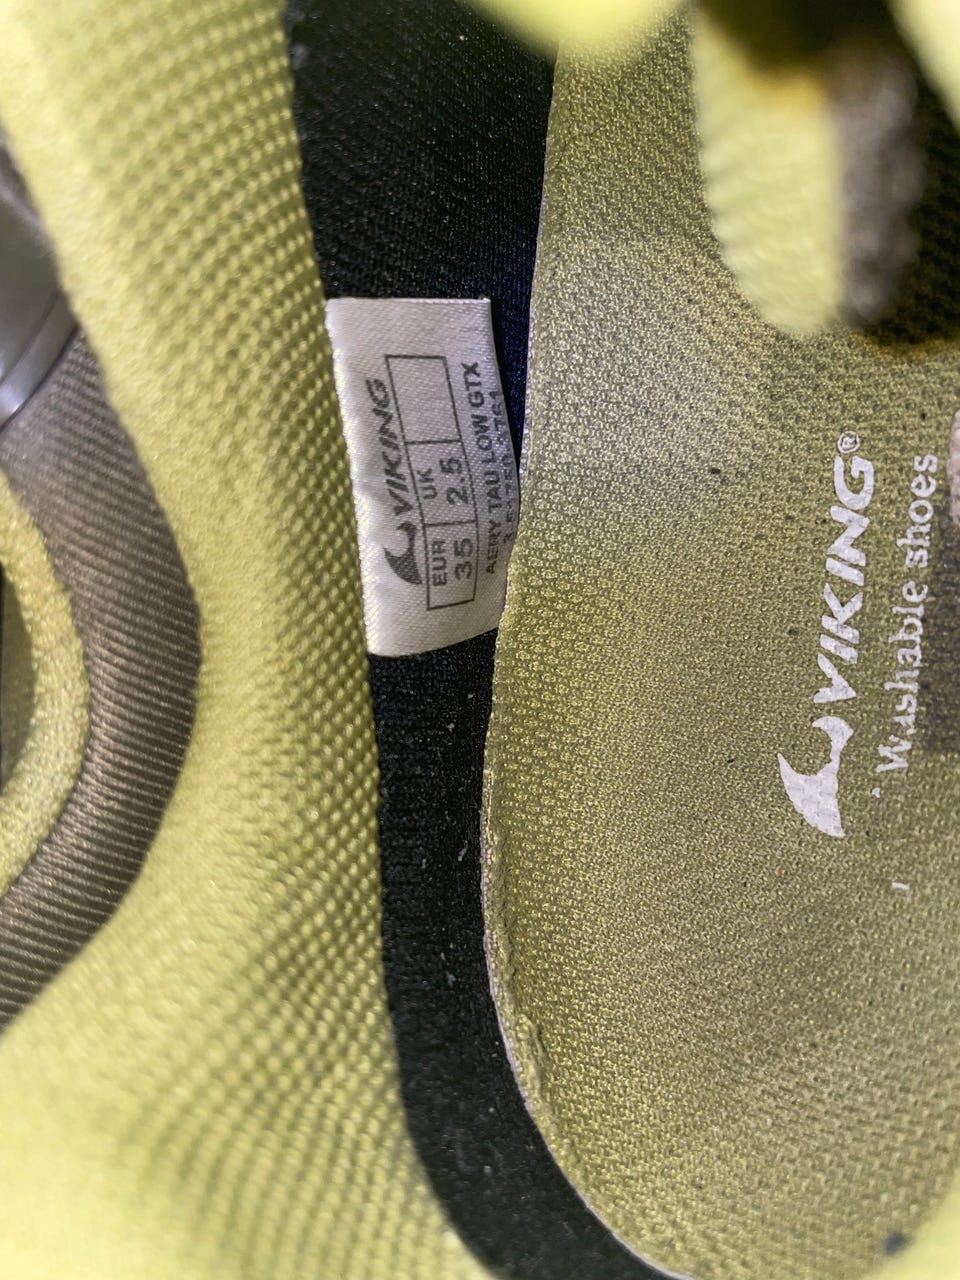 VIKING
EUR UK
35 2.5
AERY TAU LOW GTX
VIKING®
Washable shoes